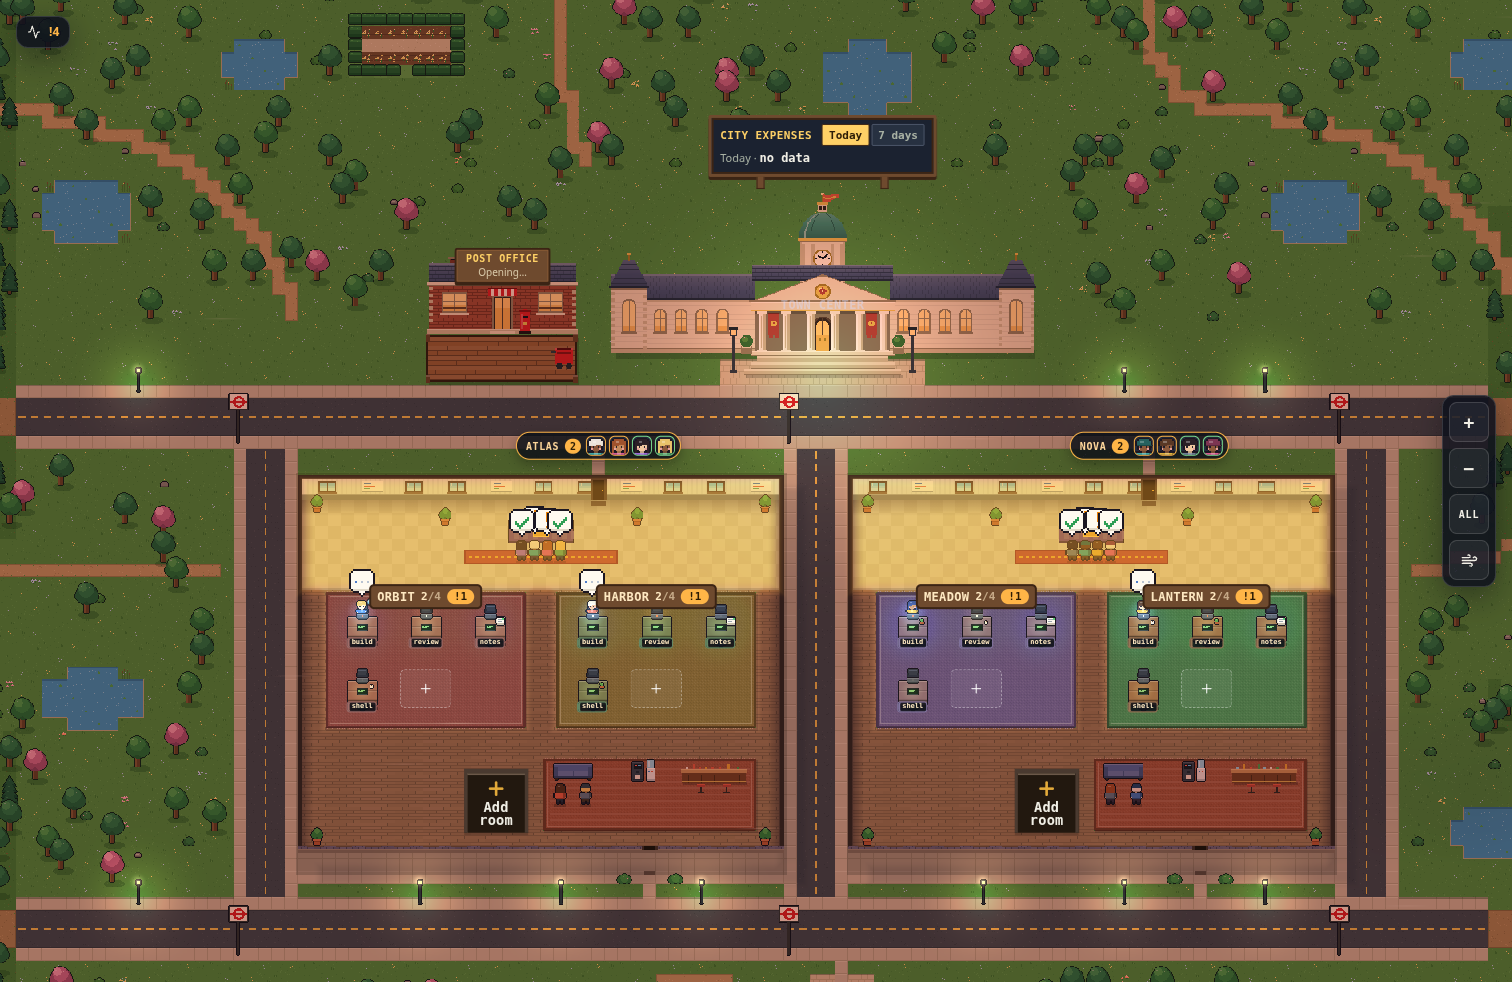 !4
CITY EXPENSES Today 7 days
Today · no data
POST OFFICE
Opening...
ATLAS 2
NOVA 2
ORBIT 2/4 !1
HARBOR 2/4 !1
MEADOW 2/4 !1
LANTERN 2/4 !1
build review notes
build review notes
build review notes
build review notes
shell +
shell +
shell +
shell +
+
Add
room
+
Add
room
+
−
ALL